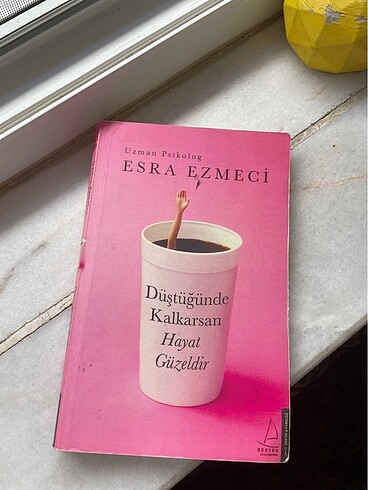 Uzman Psikolog
ESRA EZMECİ
Düştüğünde
Kalkarsan
Hayat
Güzeldir
DESTEK